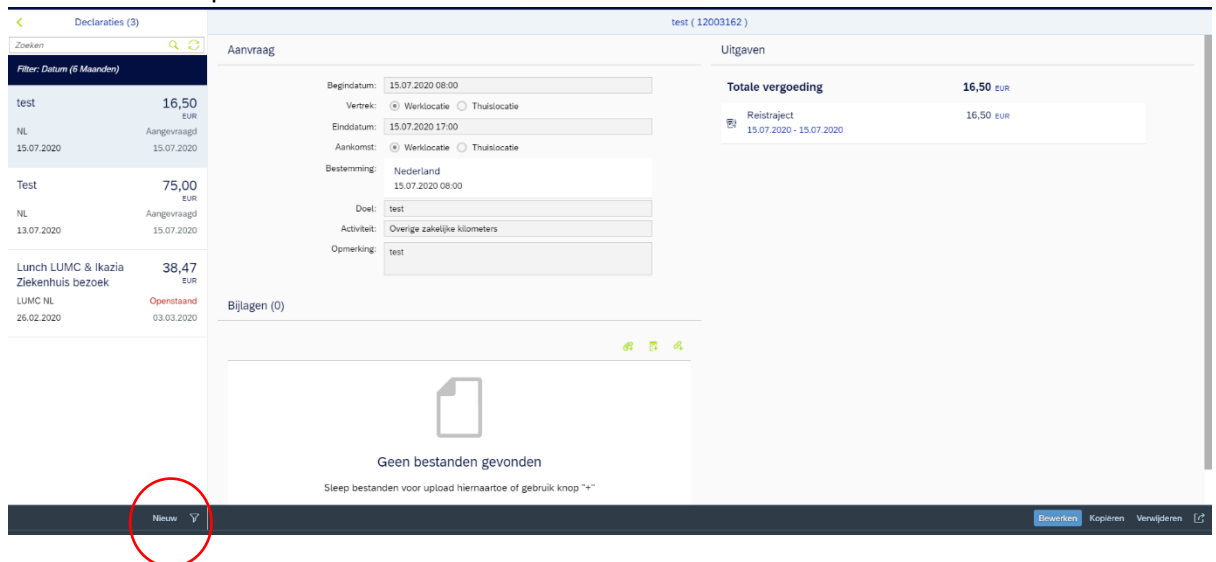 Declaraties (3)
test ( 12003162 )
Zoeken
Filter: Datum (6 Maanden)
test 16,50
EUR
NL Aangevraagd
15.07.2020 15.07.2020
Test 75,00
EUR
NL Aangevraagd
13.07.2020 15.07.2020
Lunch LUMC & Ikazia 38,47
Ziekenhuis bezoek EUR
LUMC NL Openstaand
26.02.2020 03.03.2020
Aanvraag
Begindatum: 15.07.2020 08:00
Vertrek: Werklocatie Thuislocatie
Einddatum: 15.07.2020 17:00
Aankomst: Werklocatie Thuislocatie
Bestemming: Nederland
15.07.2020 08:00
Doel: test
Activiteit: Overige zakelijke kilometers
Opmerking: test
Bijlagen (0)
Geen bestanden gevonden
Sleep bestanden voor upload hiernaartoe of gebruik knop "+"
Uitgaven
Totale vergoeding 16,50 EUR
Reistraject 16,50 EUR
15.07.2020 - 15.07.2020
Nieuw
Bewerken Kopiëren Verwijderen